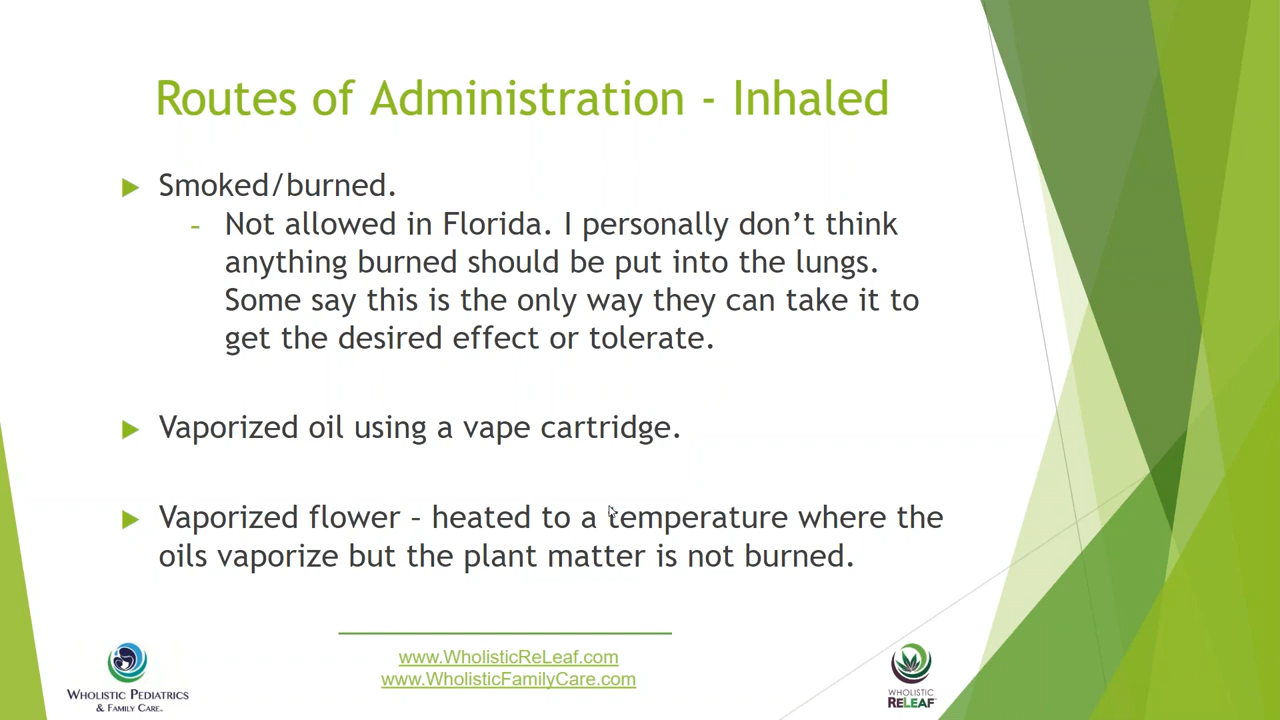 Routes of Administration - Inhaled
Smoked/burned.
- Not allowed in Florida. I personally don’t think
anything burned should be put into the lungs.
Some say this is the only way they can take it to
get the desired effect or tolerate.
Vaporized oil using a vape cartridge.
Vaporized flower – heated to a temperature where the
oils vaporize but the plant matter is not burned.
www.WholisticReLeaf.com
www.WholisticFamilyCare.com
WHOLISTIC PEDIATRICS
& FAMILY CARE.
WHOLISTIC
RELEAF